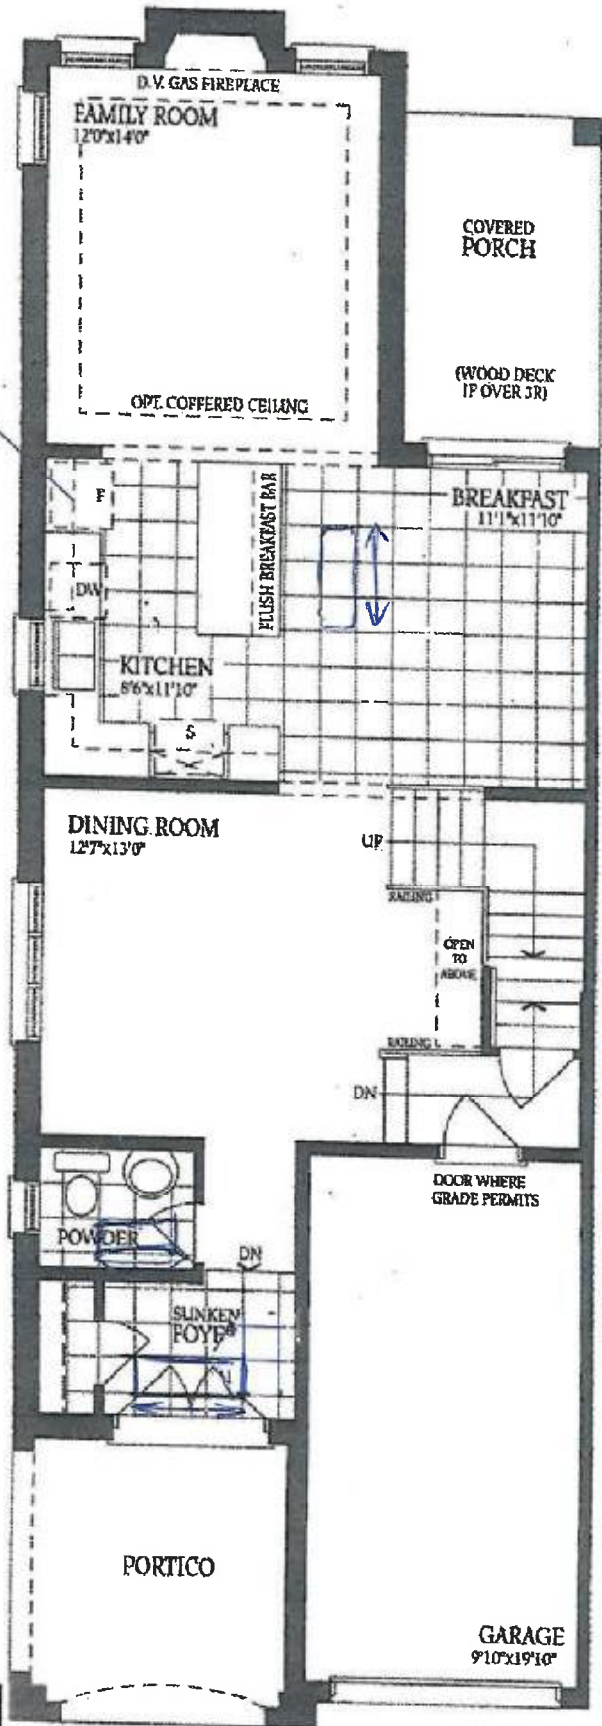 D.V. GAS FIREPLACE
FAMILY ROOM
12'0"x14'0"
COVERED
PORCH
(WOOD DECK
IP OVER 3R)
OPT. COFFERED CEILING
F
FLUSH BREAKFAST BAR
BREAKFAST
11'1"x11'10"
DW
KITCHEN
8'6"x11'10"
S
DINING ROOM
12'7"x13'0"
UP
RAILING
OPEN
TO
ABOVE
RAILING
DN
DOOR WHERE
GRADE PERMITS
POWDER
DN
SUNKEN
FOYER
PORTICO
GARAGE
9'10"x19'10"